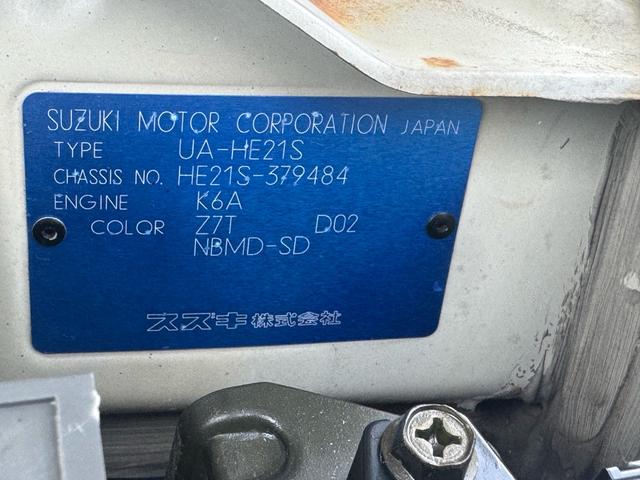 SUZUKI MOTOR CORPORATION JAPAN
TYPE UA-HE21S
CHASSIS NO. HE21S-379484
ENGINE K6A
COLOR Z7T D02
NBMD-SD
スズキ株式会社